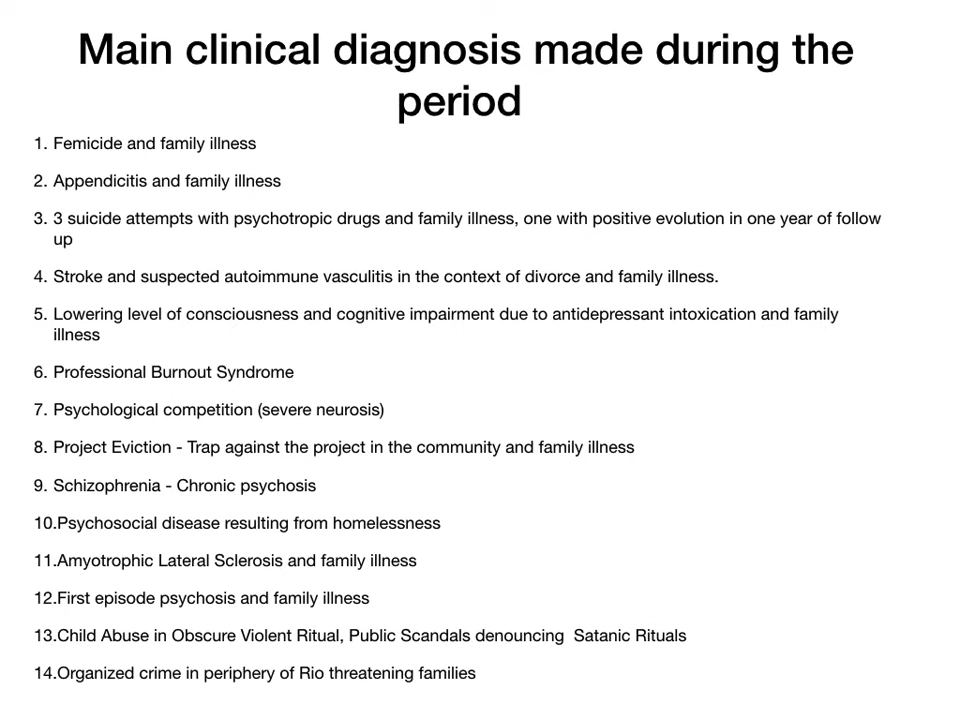 Main clinical diagnosis made during the
period
1. Femicide and family illness
2. Appendicitis and family illness
3. 3 suicide attempts with psychotropic drugs and family illness, one with positive evolution in one year of follow
up
4. Stroke and suspected autoimmune vasculitis in the context of divorce and family illness.
5. Lowering level of consciousness and cognitive impairment due to antidepressant intoxication and family
illness
6. Professional Burnout Syndrome
7. Psychological competition (severe neurosis)
8. Project Eviction - Trap against the project in the community and family illness
9. Schizophrenia - Chronic psychosis
10.Psychosocial disease resulting from homelessness
11.Amyotrophic Lateral Sclerosis and family illness
12.First episode psychosis and family illness
13.Child Abuse in Obscure Violent Ritual, Public Scandals denouncing  Satanic Rituals
14.Organized crime in periphery of Rio threatening families